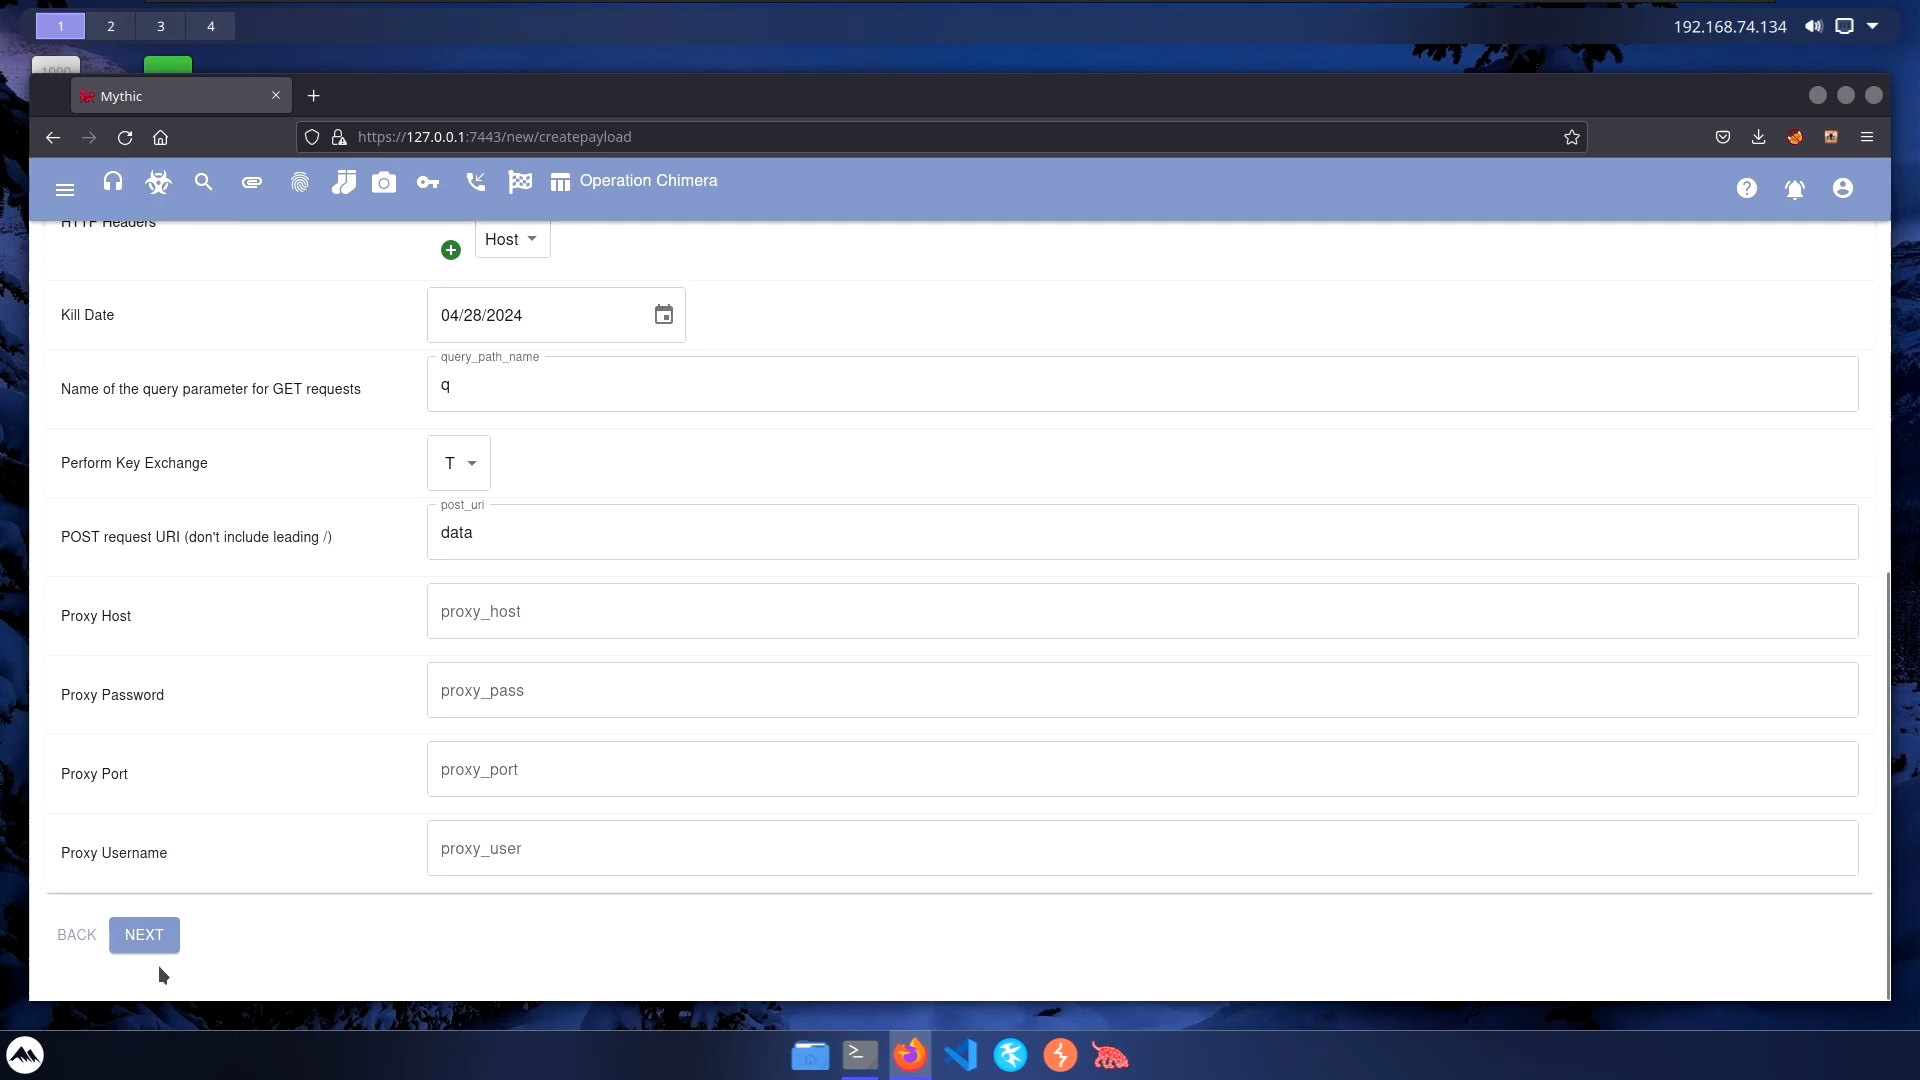 1 2 3 4
192.168.74.134
1000
Mythic
https://127.0.0.1:7443/new/createpayload
Operation Chimera
HTTP Headers
Host
Kill Date
04/28/2024
Name of the query parameter for GET requests
query_path_name
q
Perform Key Exchange
T
POST request URI (don't include leading /)
post_uri
data
Proxy Host
proxy_host
Proxy Password
proxy_pass
Proxy Port
proxy_port
Proxy Username
proxy_user
BACK
NEXT